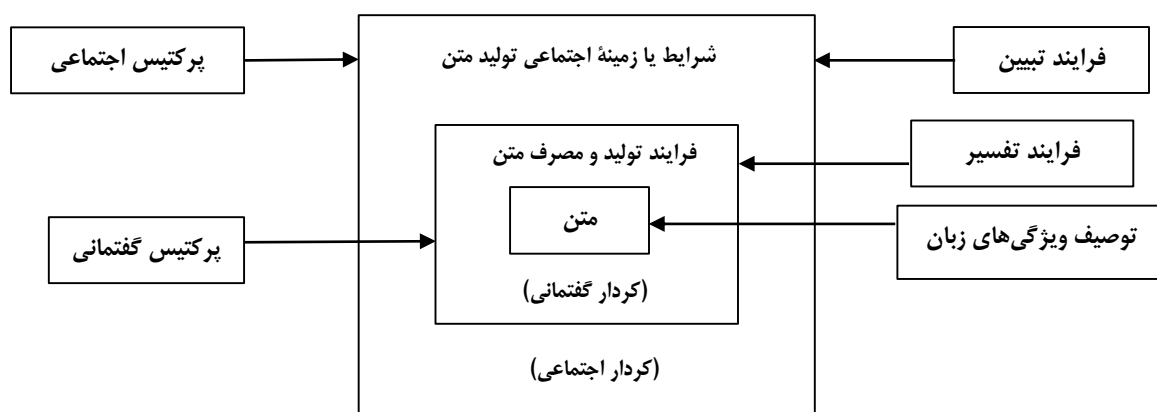 شرایط یا زمینهٔ اجتماعی تولید متن
فرایند تبیین
پرکتیس اجتماعی
فرایند تولید و مصرف متن
فرایند تفسیر
متن
توصیف ویژگی‌های زبان
پرکتیس گفتمانی
(کردار گفتمانی)
(کردار اجتماعی)